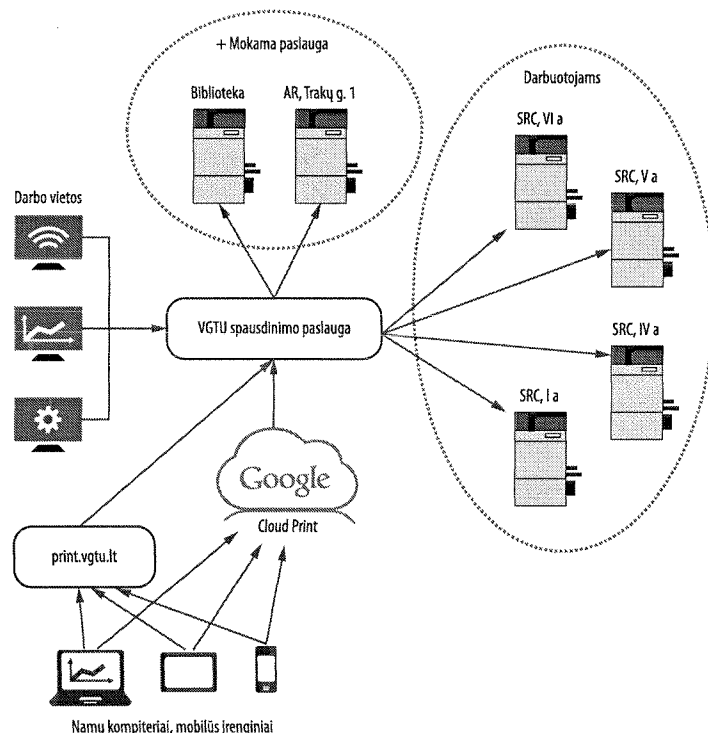 + Mokama paslauga
Biblioteka
AR, Trakų g. 1
Darbuotojams
SRC, VI a
SRC, V a
SRC, IV a
SRC, I a
Darbo vietos
VGTU spausdinimo paslauga
Google
Cloud Print
print.vgtu.lt
Namų kompiteriai, mobilūs įrenginiai